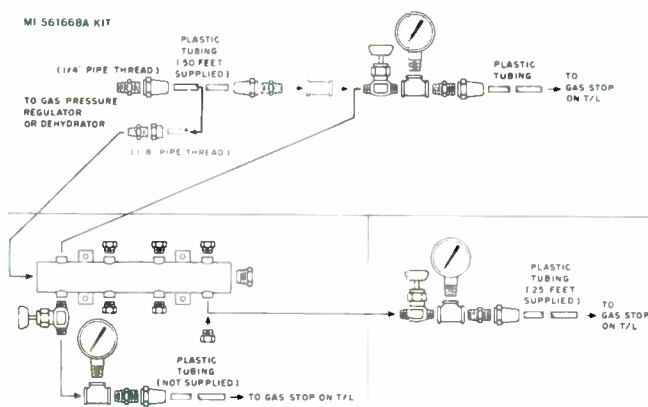 MI 561668A KIT
PLASTIC
TUBING
(50 FEET
SUPPLIED)
(1/4" PIPE THREAD)
TO GAS PRESSURE
REGULATOR
OR DEHYDRATOR
(1/8" PIPE THREAD)
PLASTIC
TUBING
TO
GAS STOP
ON T/L
PLASTIC
TUBING
(25 FEET
SUPPLIED)
TO
GAS STOP
ON T/L
PLASTIC
TUBING
(NOT SUPPLIED)
TO GAS STOP ON T/L